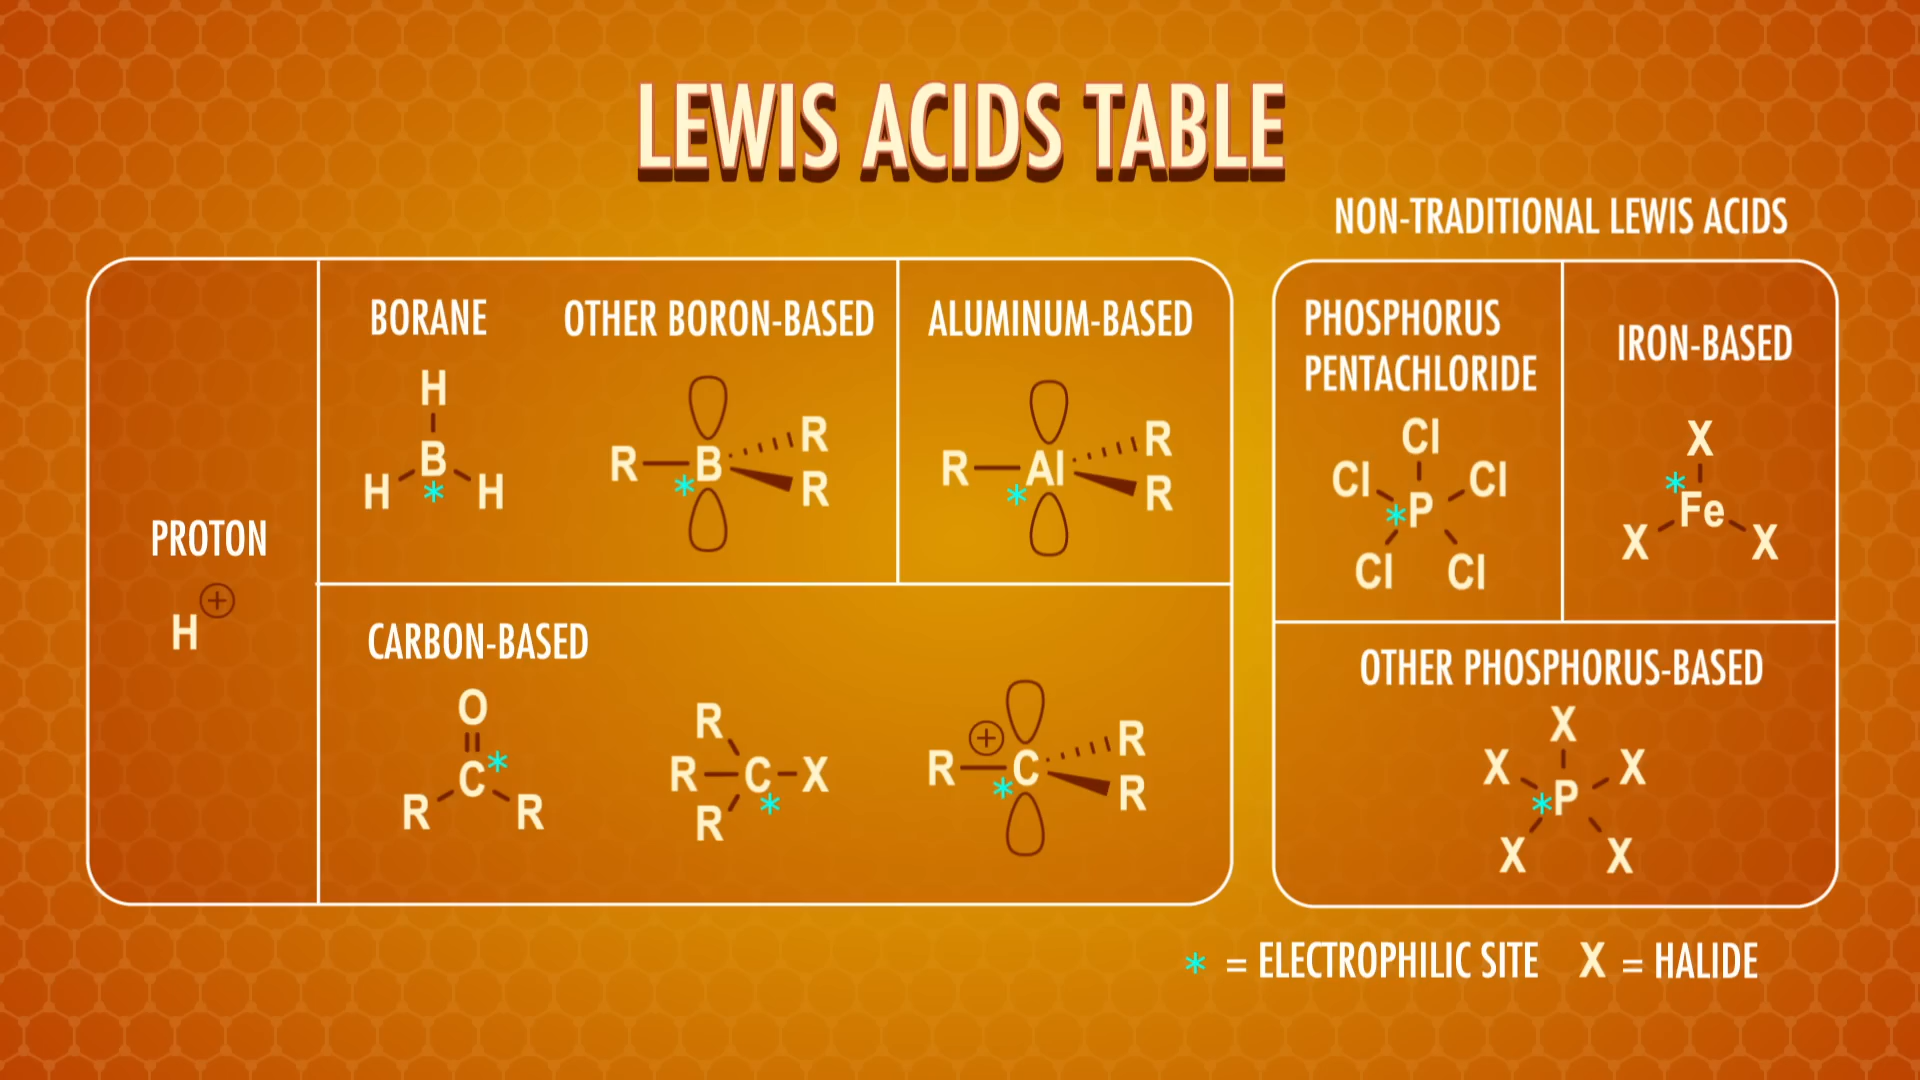 LEWIS ACIDS TABLE
NON-TRADITIONAL LEWIS ACIDS
PROTON
H
+
BORANE
H
B
H H
OTHER BORON-BASED
R B R
R
ALUMINUM-BASED
R Al R
R
CARBON-BASED
O
C*
R R
R
R C X
R
+
R C R
R
PHOSPHORUS
PENTACHLORIDE
Cl
Cl Cl
*P
Cl Cl
IRON-BASED
X
*
Fe
X X
OTHER PHOSPHORUS-BASED
X
X X
*P
X X
* = ELECTROPHILIC SITE X = HALIDE